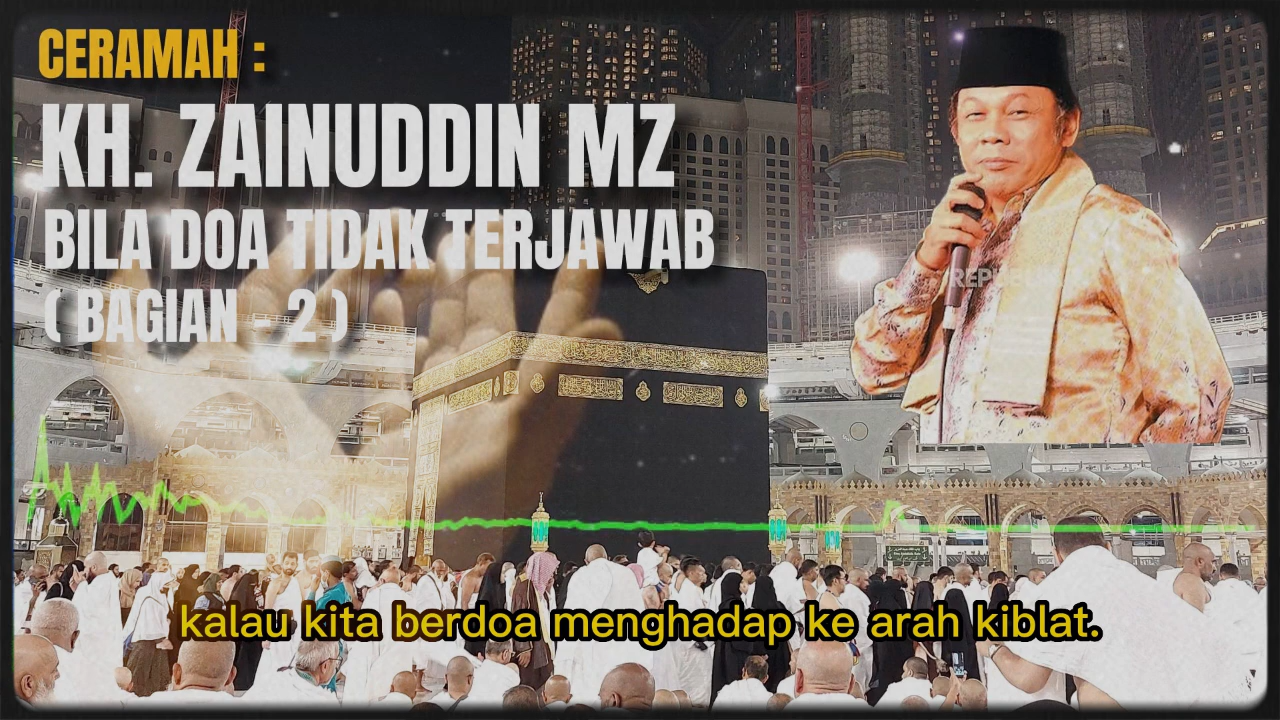 CERAMAH :
KH. ZAINUDDIN MZ
BILA DOA TIDAK TERJAWAB
( BAGIAN - 2 )
kalau kita berdoa menghadap ke arah kiblat.